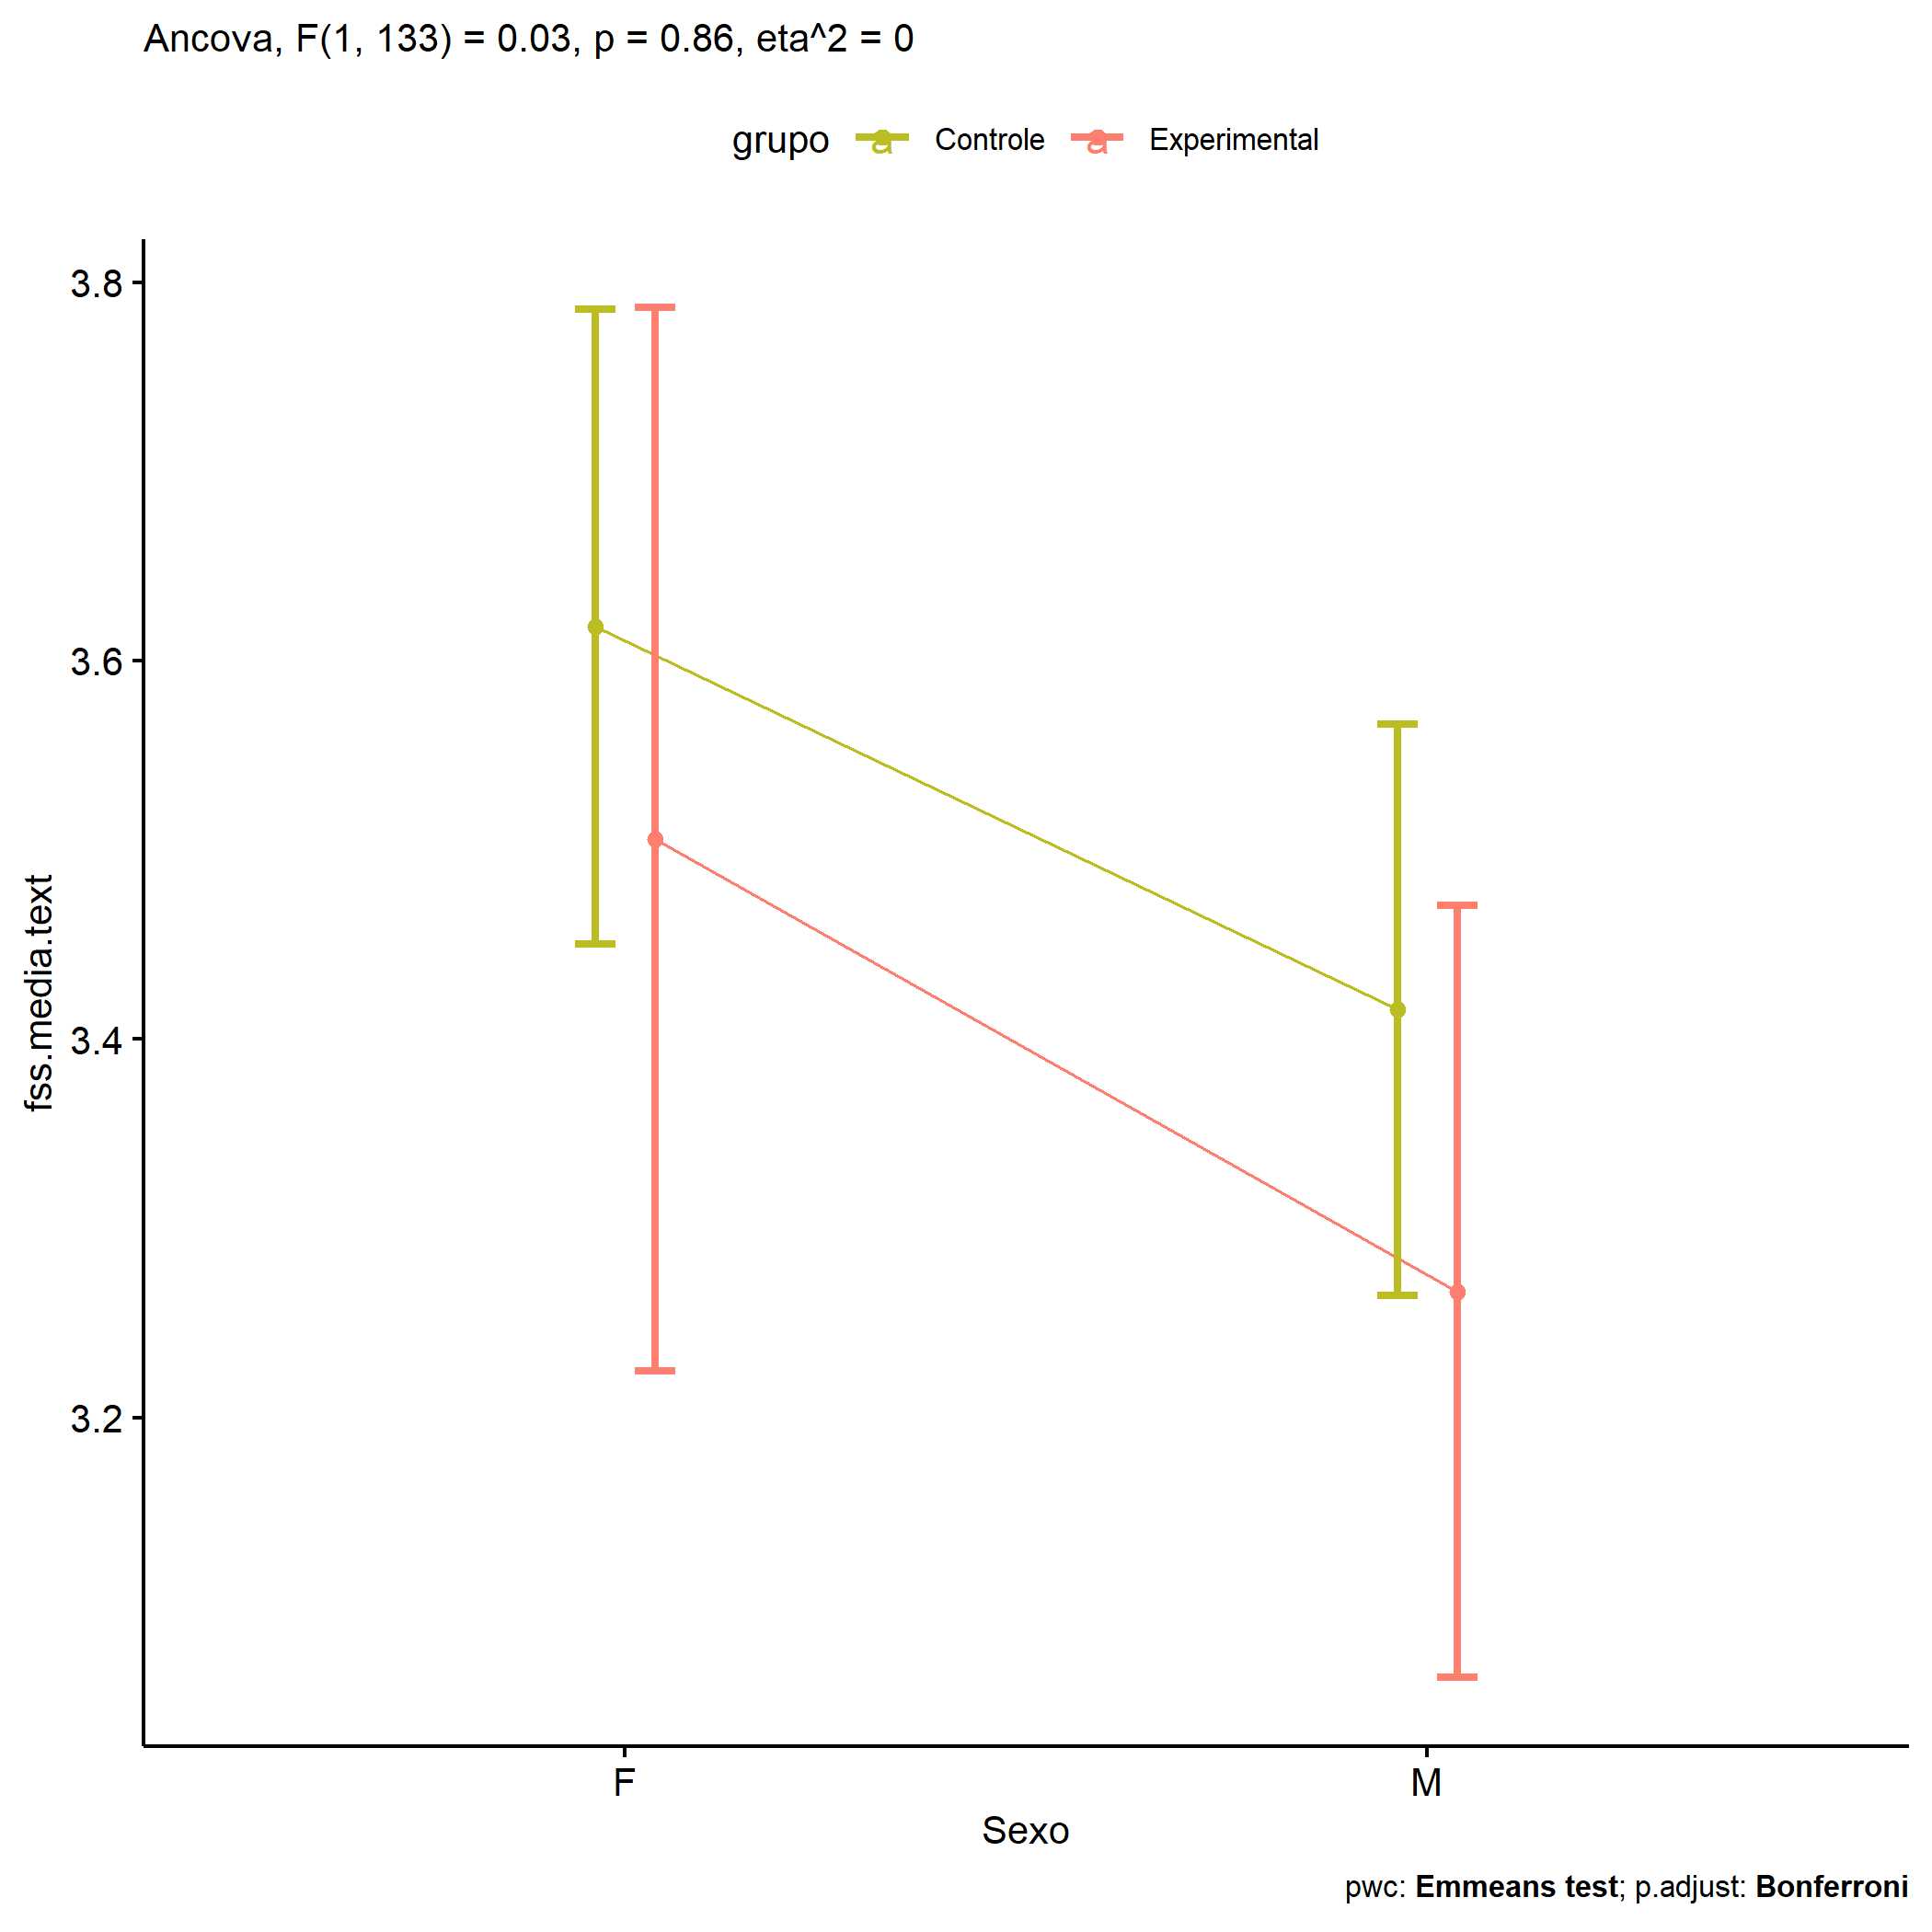 Ancova, F(1, 133) = 0.03, p = 0.86, eta^2 = 0
grupo a Controle a Experimental
3.8
3.6
3.4
3.2
fss.media.text
F M
Sexo
pwc: Emmeans test; p.adjust: Bonferroni